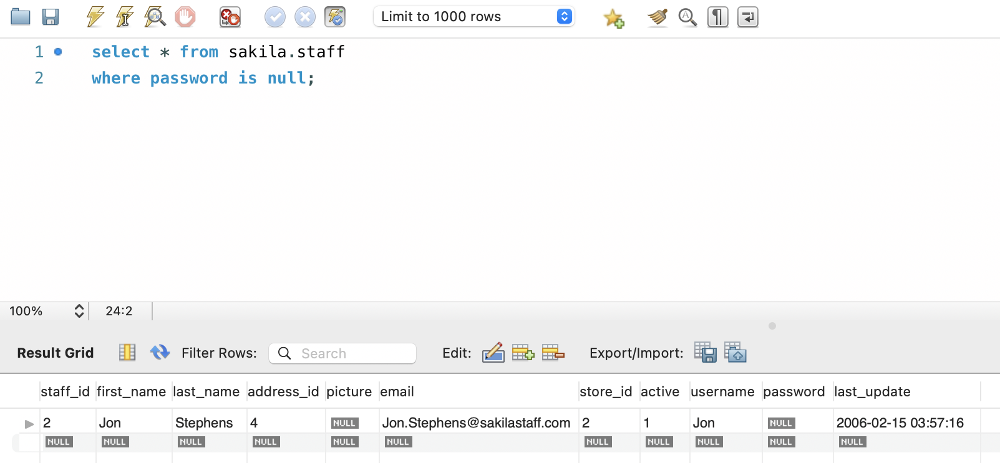 Limit to 1000 rows
1 select * from sakila.staff
2 where password is null;
100% 24:2
Result Grid Filter Rows: Search Edit: Export/Import:
staff_id first_name last_name address_id picture email store_id active username password last_update
2 Jon Stephens 4 NULL Jon.Stephens@sakilastaff.com 2 1 Jon NULL 2006-02-15 03:57:16
NULL NULL NULL NULL NULL NULL NULL NULL NULL NULL NULL